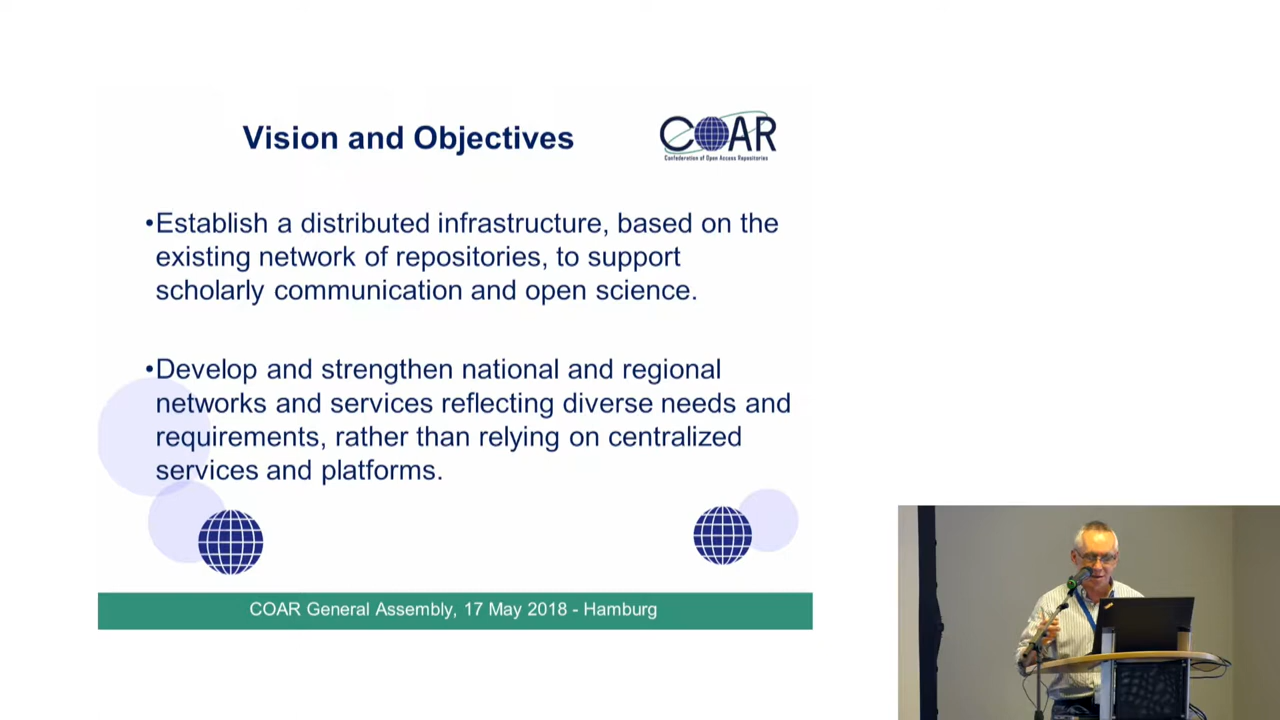 Vision and Objectives
COAR
Confederation of Open Access Repositories
•Establish a distributed infrastructure, based on the
existing network of repositories, to support
scholarly communication and open science.
•Develop and strengthen national and regional
networks and services reflecting diverse needs and
requirements, rather than relying on centralized
services and platforms.
COAR General Assembly, 17 May 2018 - Hamburg